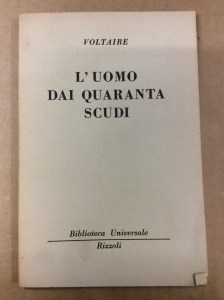 VOLTAIRE
L'UOMO
DAI QUARANTA
SCUDI
Biblioteca Universale
Rizzoli